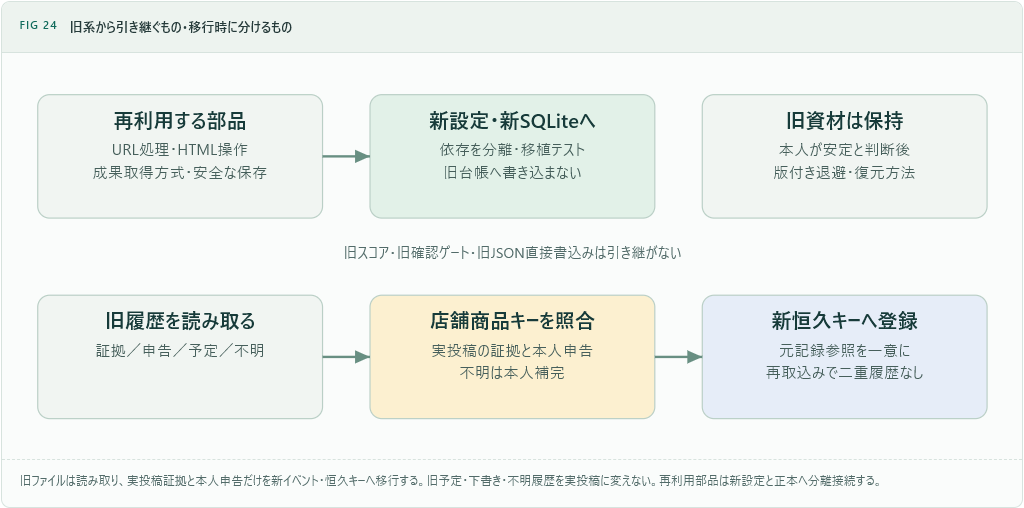 FIG 24 旧系から引き継ぐもの・移行時に分けるもの
再利用する部品
URL処理・HTML操作
成果取得方式・安全な保存
新設定・新SQLiteへ
依存を分離・移植テスト
旧台帳へ書き込まない
旧資材は保持
本人が安定と判断後
版付き退避・復元方法
旧スコア・旧確認ゲート・旧JSON直接書込みは引き継がない
旧履歴を読み取る
証拠／申告／予定／不明
店舗商品キーを照合
実投稿の証拠と本人申告
不明は本人補完
新恒久キーへ登録
元記録参照を一意に
再取込みで二重履歴なし
旧ファイルは読み取り、実投稿証拠と本人申告だけを新イベント・恒久キーへ移行する。旧予定・下書き・不明履歴を実投稿に変えない。再利用部品は新設定と正本へ分離接続する。